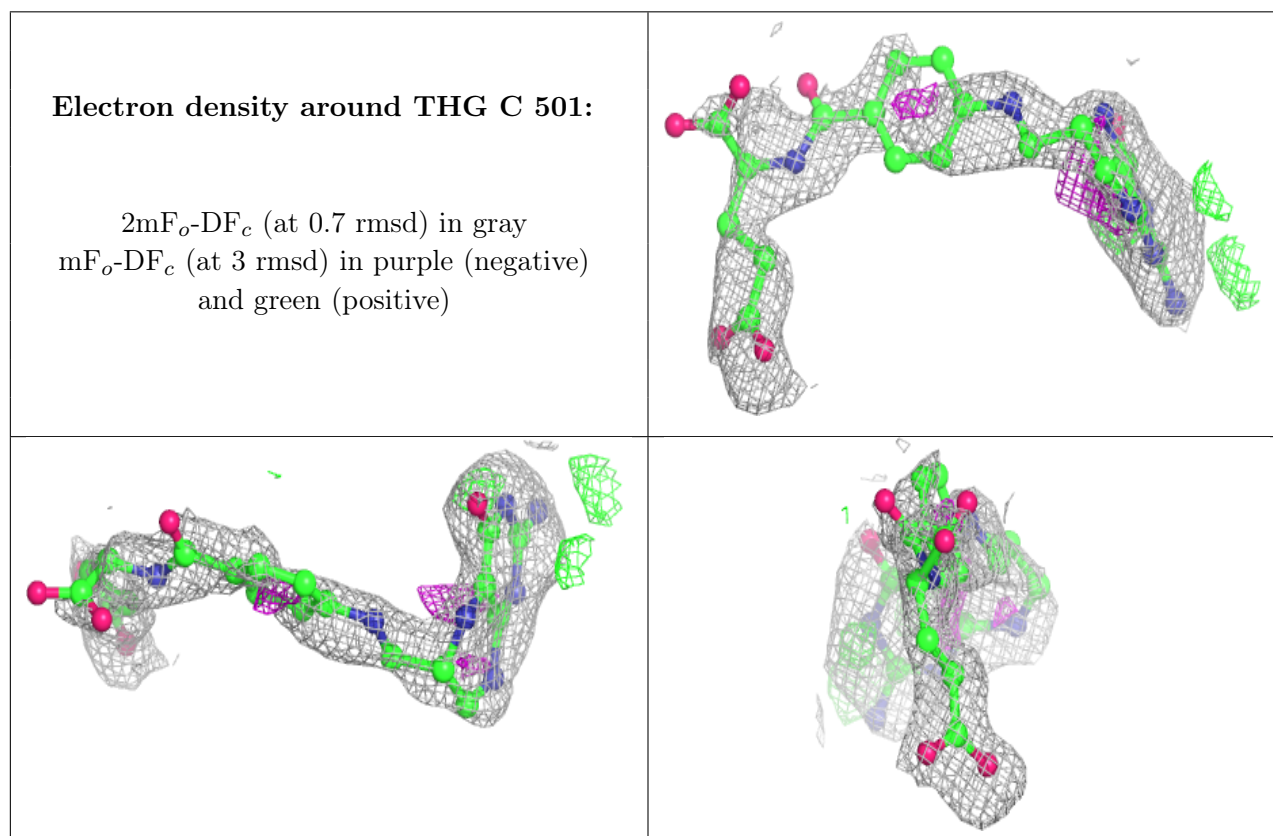 Electron density around THG C 501:
2mFo-DFc (at 0.7 rmsd) in gray
mFo-DFc (at 3 rmsd) in purple (negative)
and green (positive)